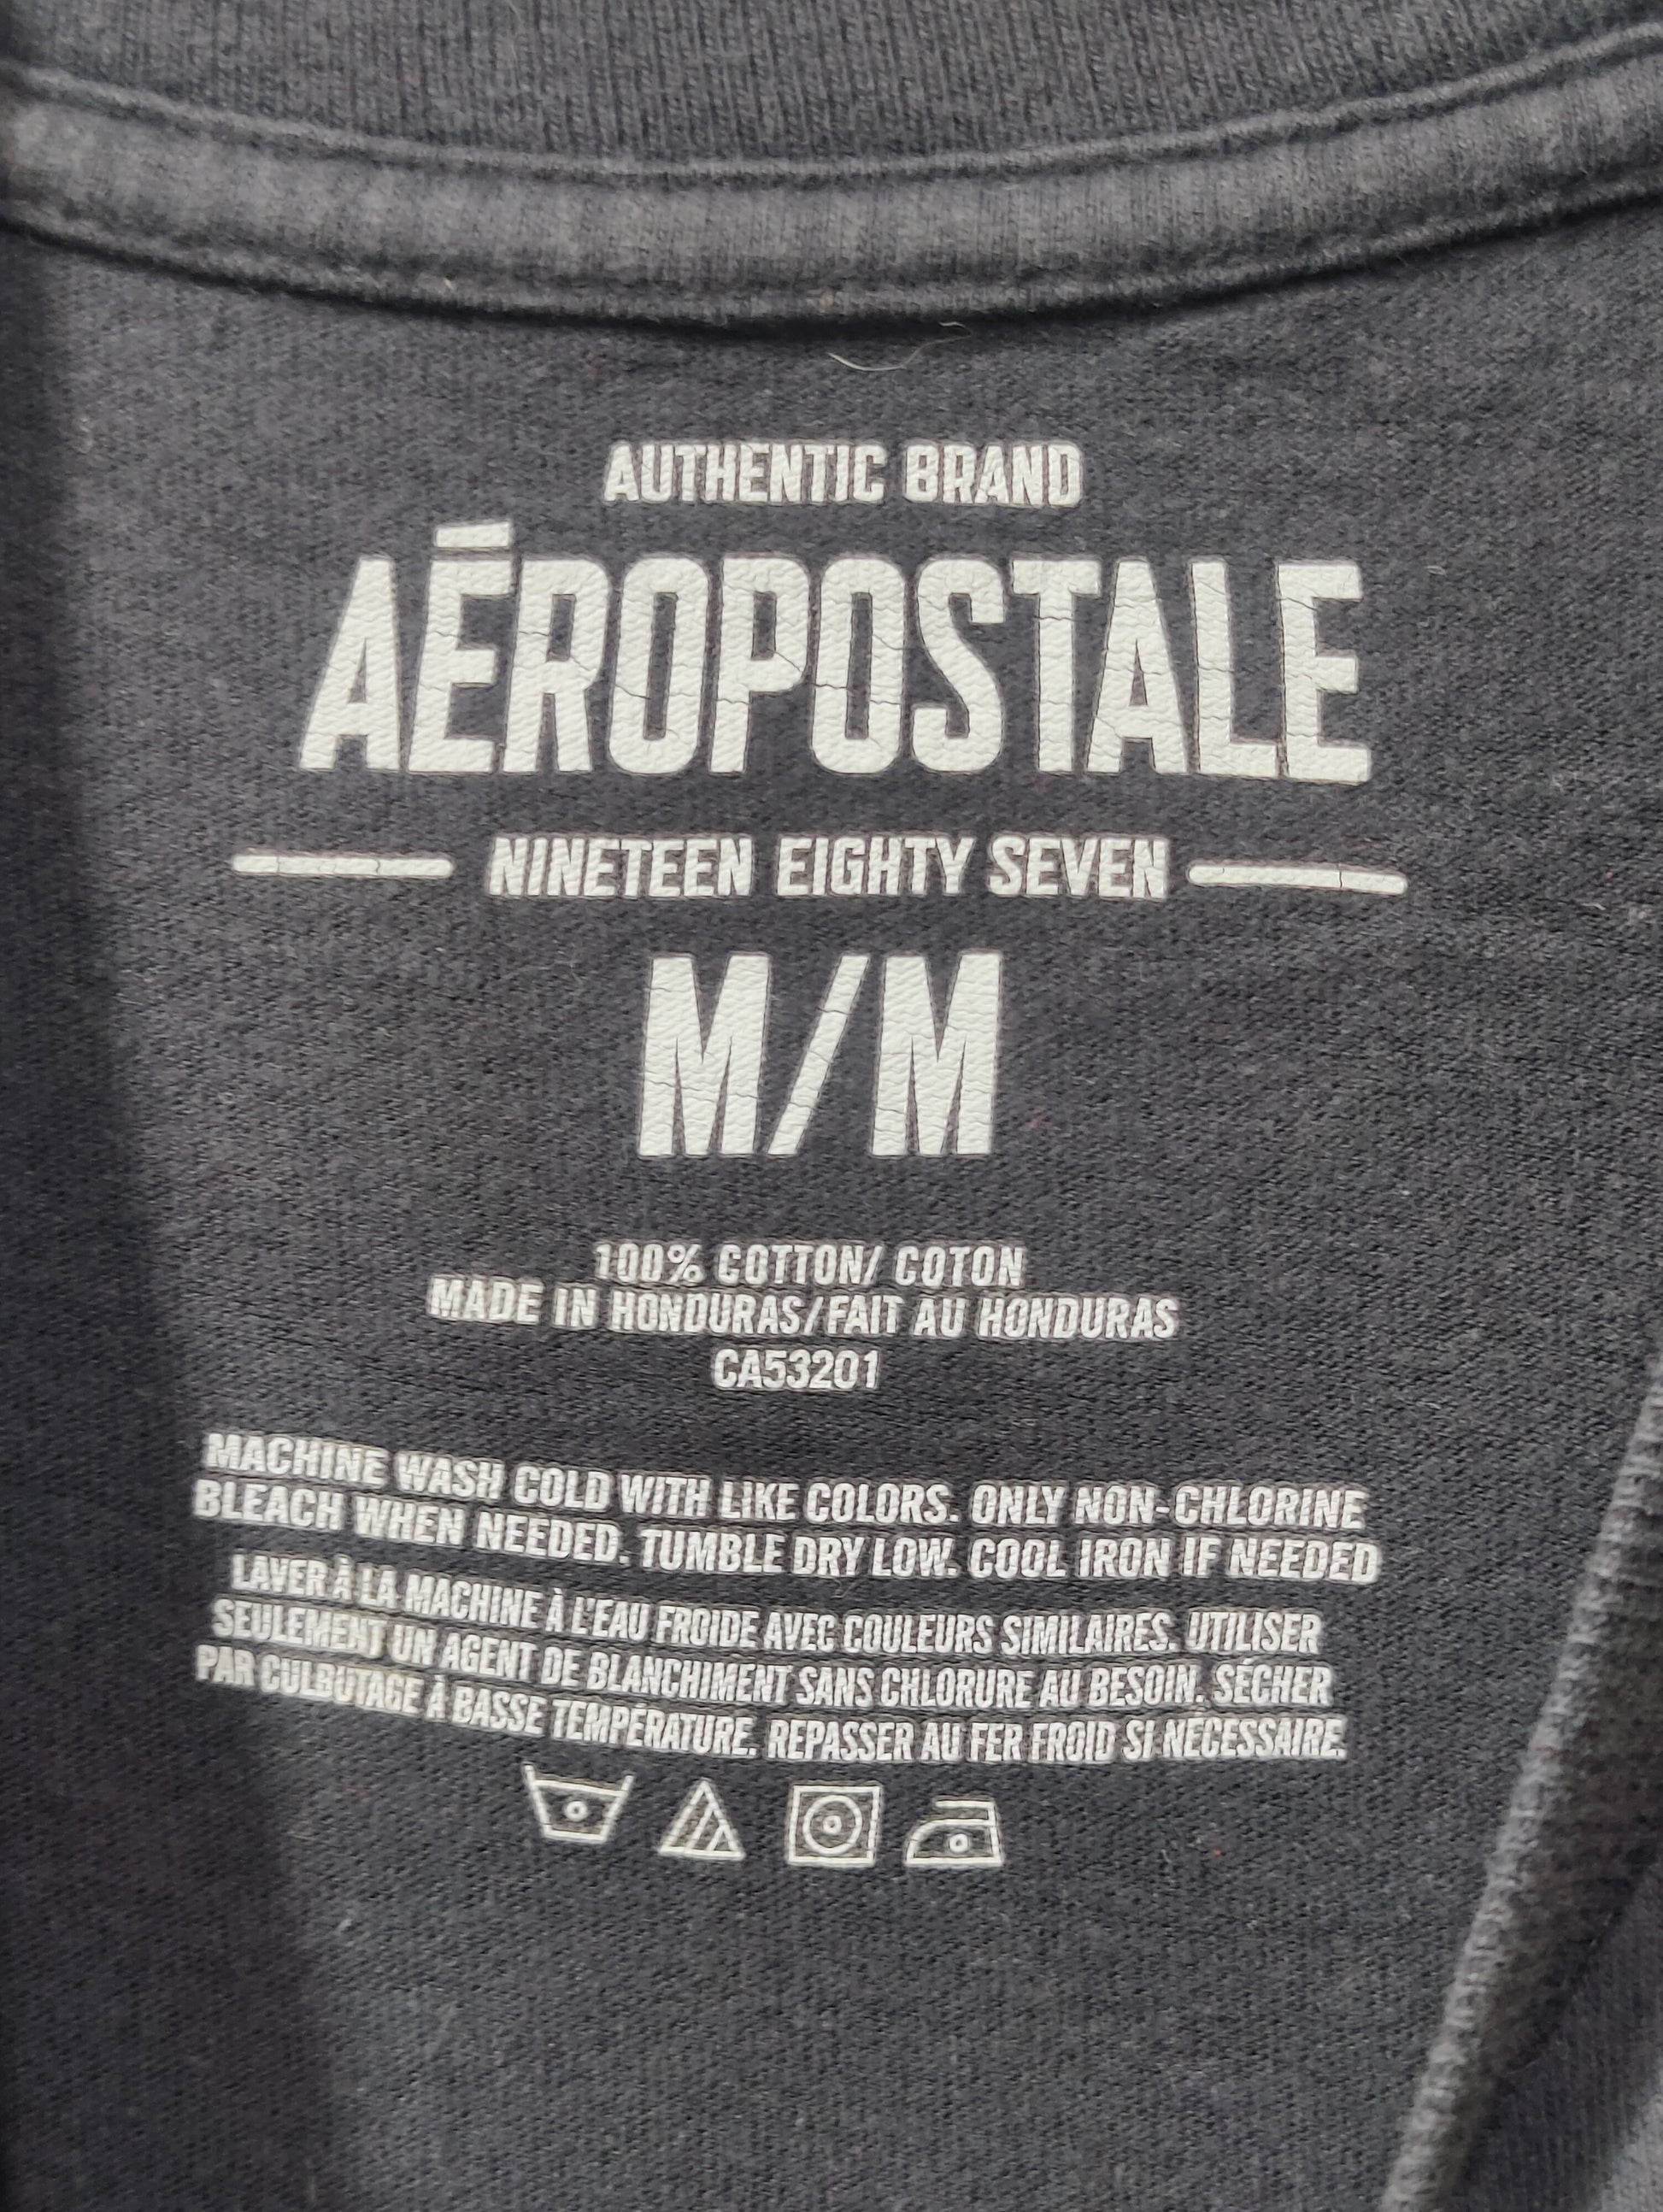 AUTHENTIC BRAND
AÉROPOSTALE
NINETEEN EIGHTY SEVEN
M/M
100% COTTON/ COTON
MADE IN HONDURAS/FAIT AU HONDURAS
CA53201
MACHINE WASH COLD WITH LIKE COLORS. ONLY NON-CHLORINE
BLEACH WHEN NEEDED. TUMBLE DRY LOW. COOL IRON IF NEEDED
LAVER À LA MACHINE À L'EAU FROIDE AVEC COULEURS SIMILAIRES. UTILISER
SEULEMENT UN AGENT DE BLANCHIMENT SANS CHLORURE AU BESOIN. SÉCHER
PAR CULBUTAGE À BASSE TEMPÉRATURE. REPASSER AU FER FROID SI NÉCESSAIRE.